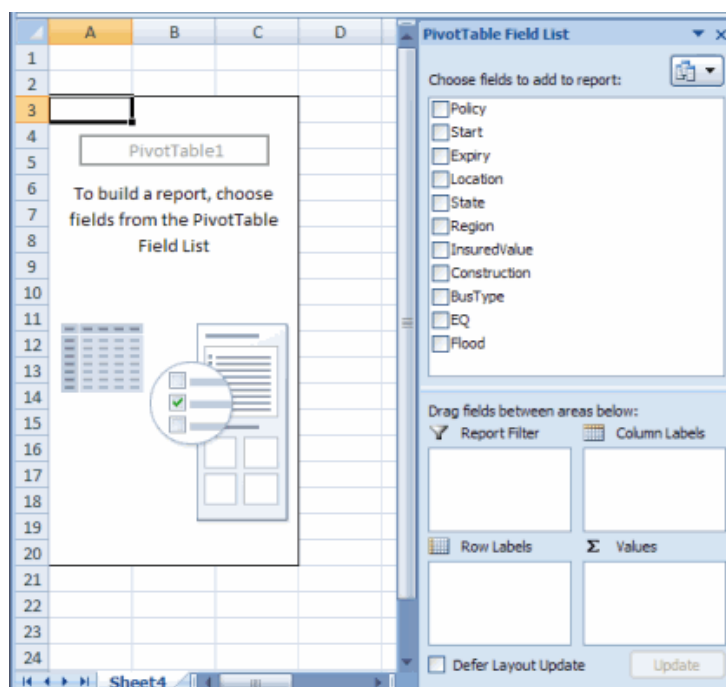 A B C D
PivotTable Field List
1
2
3
4
5
6
7
8
9
10
11
12
13
14
15
16
17
18
19
20
21
22
23
24
PivotTable1
To build a report, choose
fields from the PivotTable
Field List
Choose fields to add to report:
Policy
Start
Expiry
Location
State
Region
InsuredValue
Construction
BusType
EQ
Flood
Drag fields between areas below:
Report Filter Column Labels
Row Labels Σ Values
Defer Layout Update Update
Sheet4